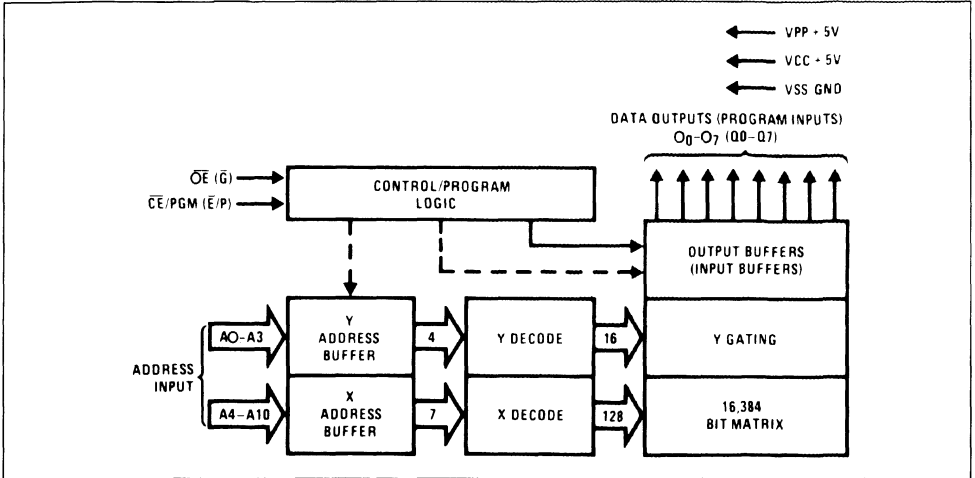 VPP + 5V
VCC + 5V
VSS GND
DATA OUTPUTS (PROGRAM INPUTS)
O0–O7 (Q0–Q7)
OE (G)
CE/PGM (E/P)
CONTROL/PROGRAM
LOGIC
OUTPUT BUFFERS
(INPUT BUFFERS)
ADDRESS
INPUT
A0–A3
Y
ADDRESS
BUFFER
4
Y DECODE
16
Y GATING
A4–A10
X
ADDRESS
BUFFER
7
X DECODE
128
16,384
BIT MATRIX